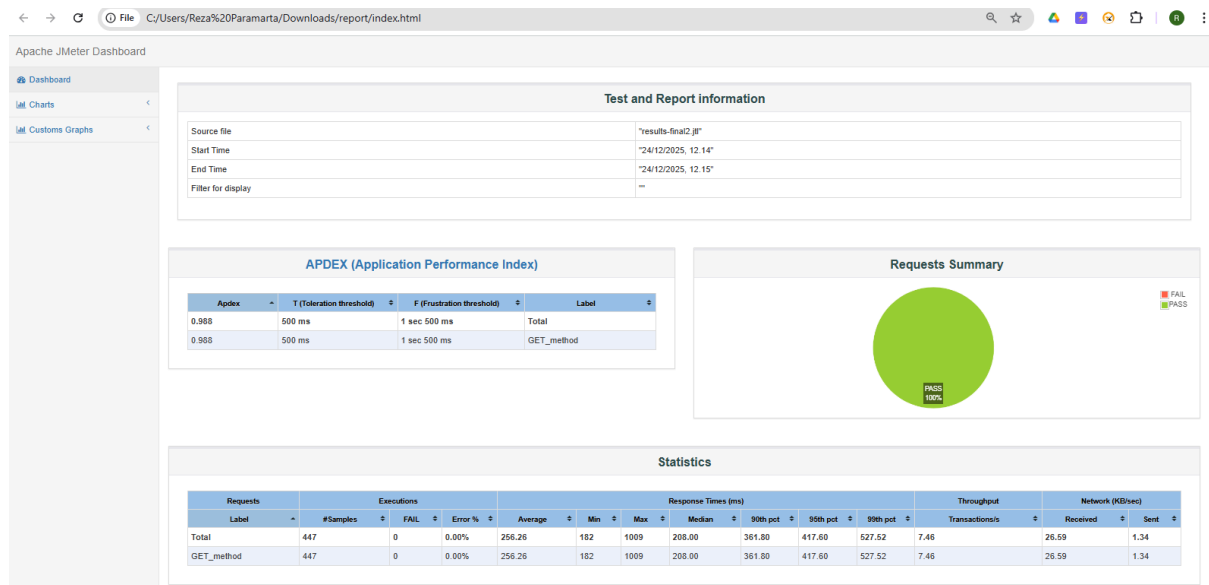 File C:/Users/Reza%20Paramarta/Downloads/report/index.html R
Apache JMeter Dashboard
Dashboard
Charts
Customs Graphs
Test and Report information
Source file "results-final2.jtl"
Start Time "24/12/2025, 12.14"
End Time "24/12/2025, 12.15"
Filter for display ""
APDEX (Application Performance Index)
Apdex T (Toleration threshold) F (Frustration threshold) Label
0.988 500 ms 1 sec 500 ms Total
0.988 500 ms 1 sec 500 ms GET_method
Requests Summary
FAIL
PASS
PASS
100%
Statistics
Requests Executions Response Times (ms) Throughput Network (KB/sec)
Label #Samples FAIL Error % Average Min Max Median 90th pct 95th pct 99th pct Transactions/s Received Sent
Total 447 0 0.00% 256.26 182 1009 208.00 361.80 417.60 527.52 7.46 26.59 1.34
GET_method 447 0 0.00% 256.26 182 1009 208.00 361.80 417.60 527.52 7.46 26.59 1.34